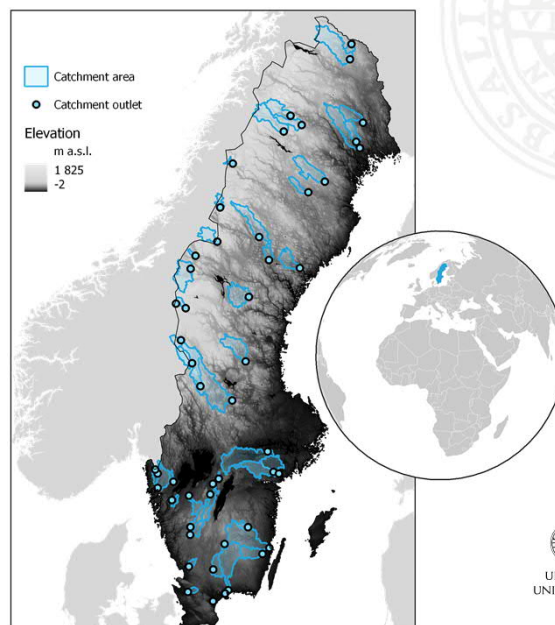 Catchment area
Catchment outlet
Elevation
m a.s.l.
1 825
-2